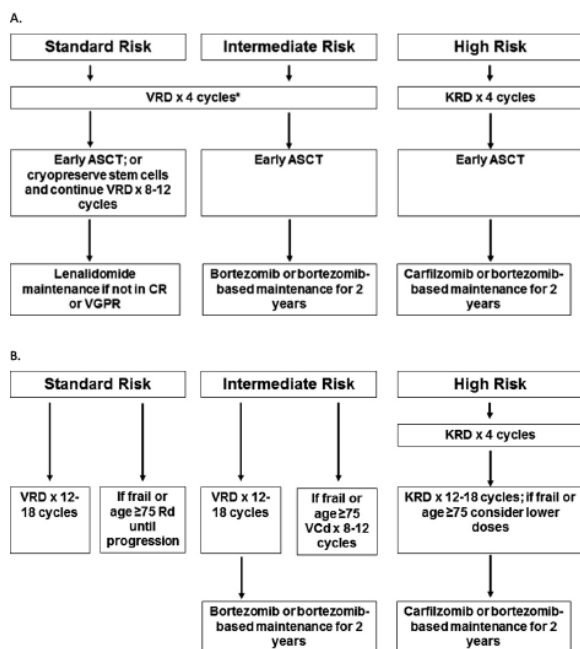 A.
Standard Risk
Intermediate Risk
High Risk
VRD x 4 cycles*
KRD x 4 cycles
Early ASCT; or
cryopreserve stem cells
and continue VRD x 8-12
cycles
Early ASCT
Early ASCT
Lenalidomide
maintenance if not in CR
or VGPR
Bortezomib or bortezomib-
based maintenance for 2
years
Carfilzomib or bortezomib-
based maintenance for 2
years
B.
Standard Risk
Intermediate Risk
High Risk
KRD x 4 cycles
VRD x 12-
18 cycles
If frail or
age ≥75 Rd
until
progression
VRD x 12-
18 cycles
If frail or
age ≥75
VCd x 8-12
cycles
KRD x 12-18 cycles; if frail or
age ≥75 consider lower
doses
Bortezomib or bortezomib-
based maintenance for 2
years
Carfilzomib or bortezomib-
based maintenance for 2
years